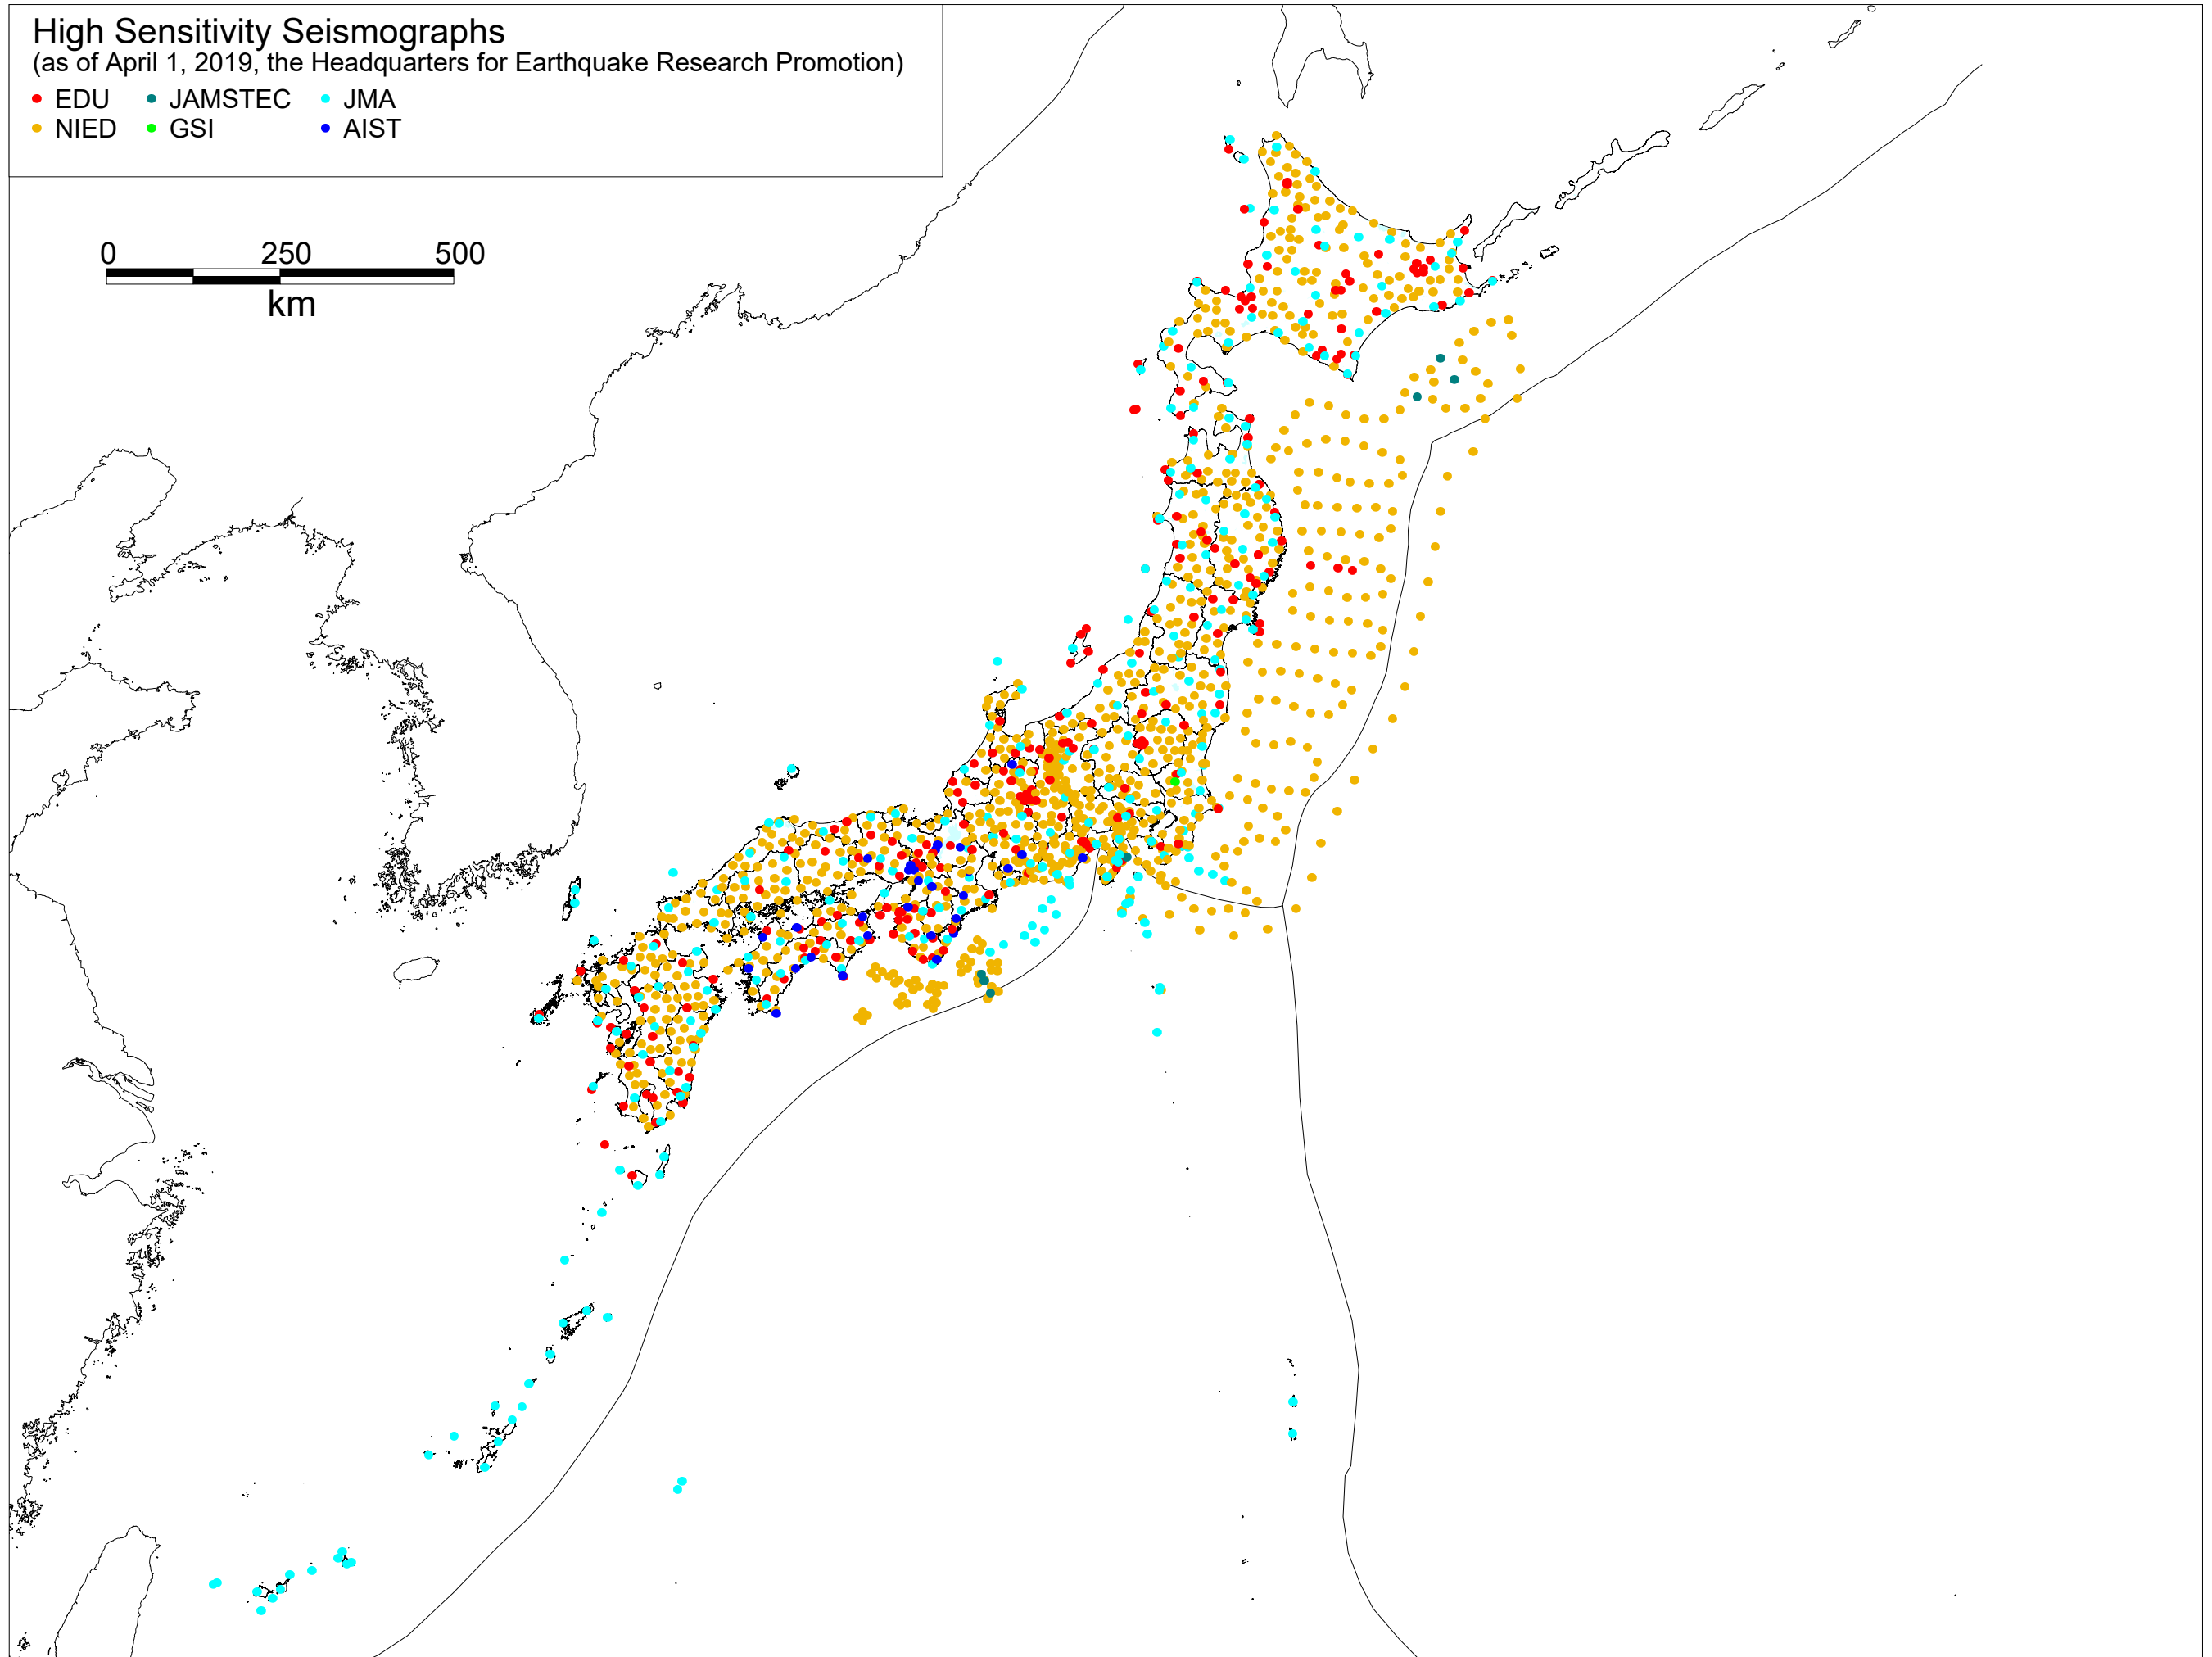 High Sensitivity Seismographs
(as of April 1, 2019, the Headquarters for Earthquake Research Promotion)
EDU JAMSTEC JMA
NIED GSI AIST
0 250 500
km